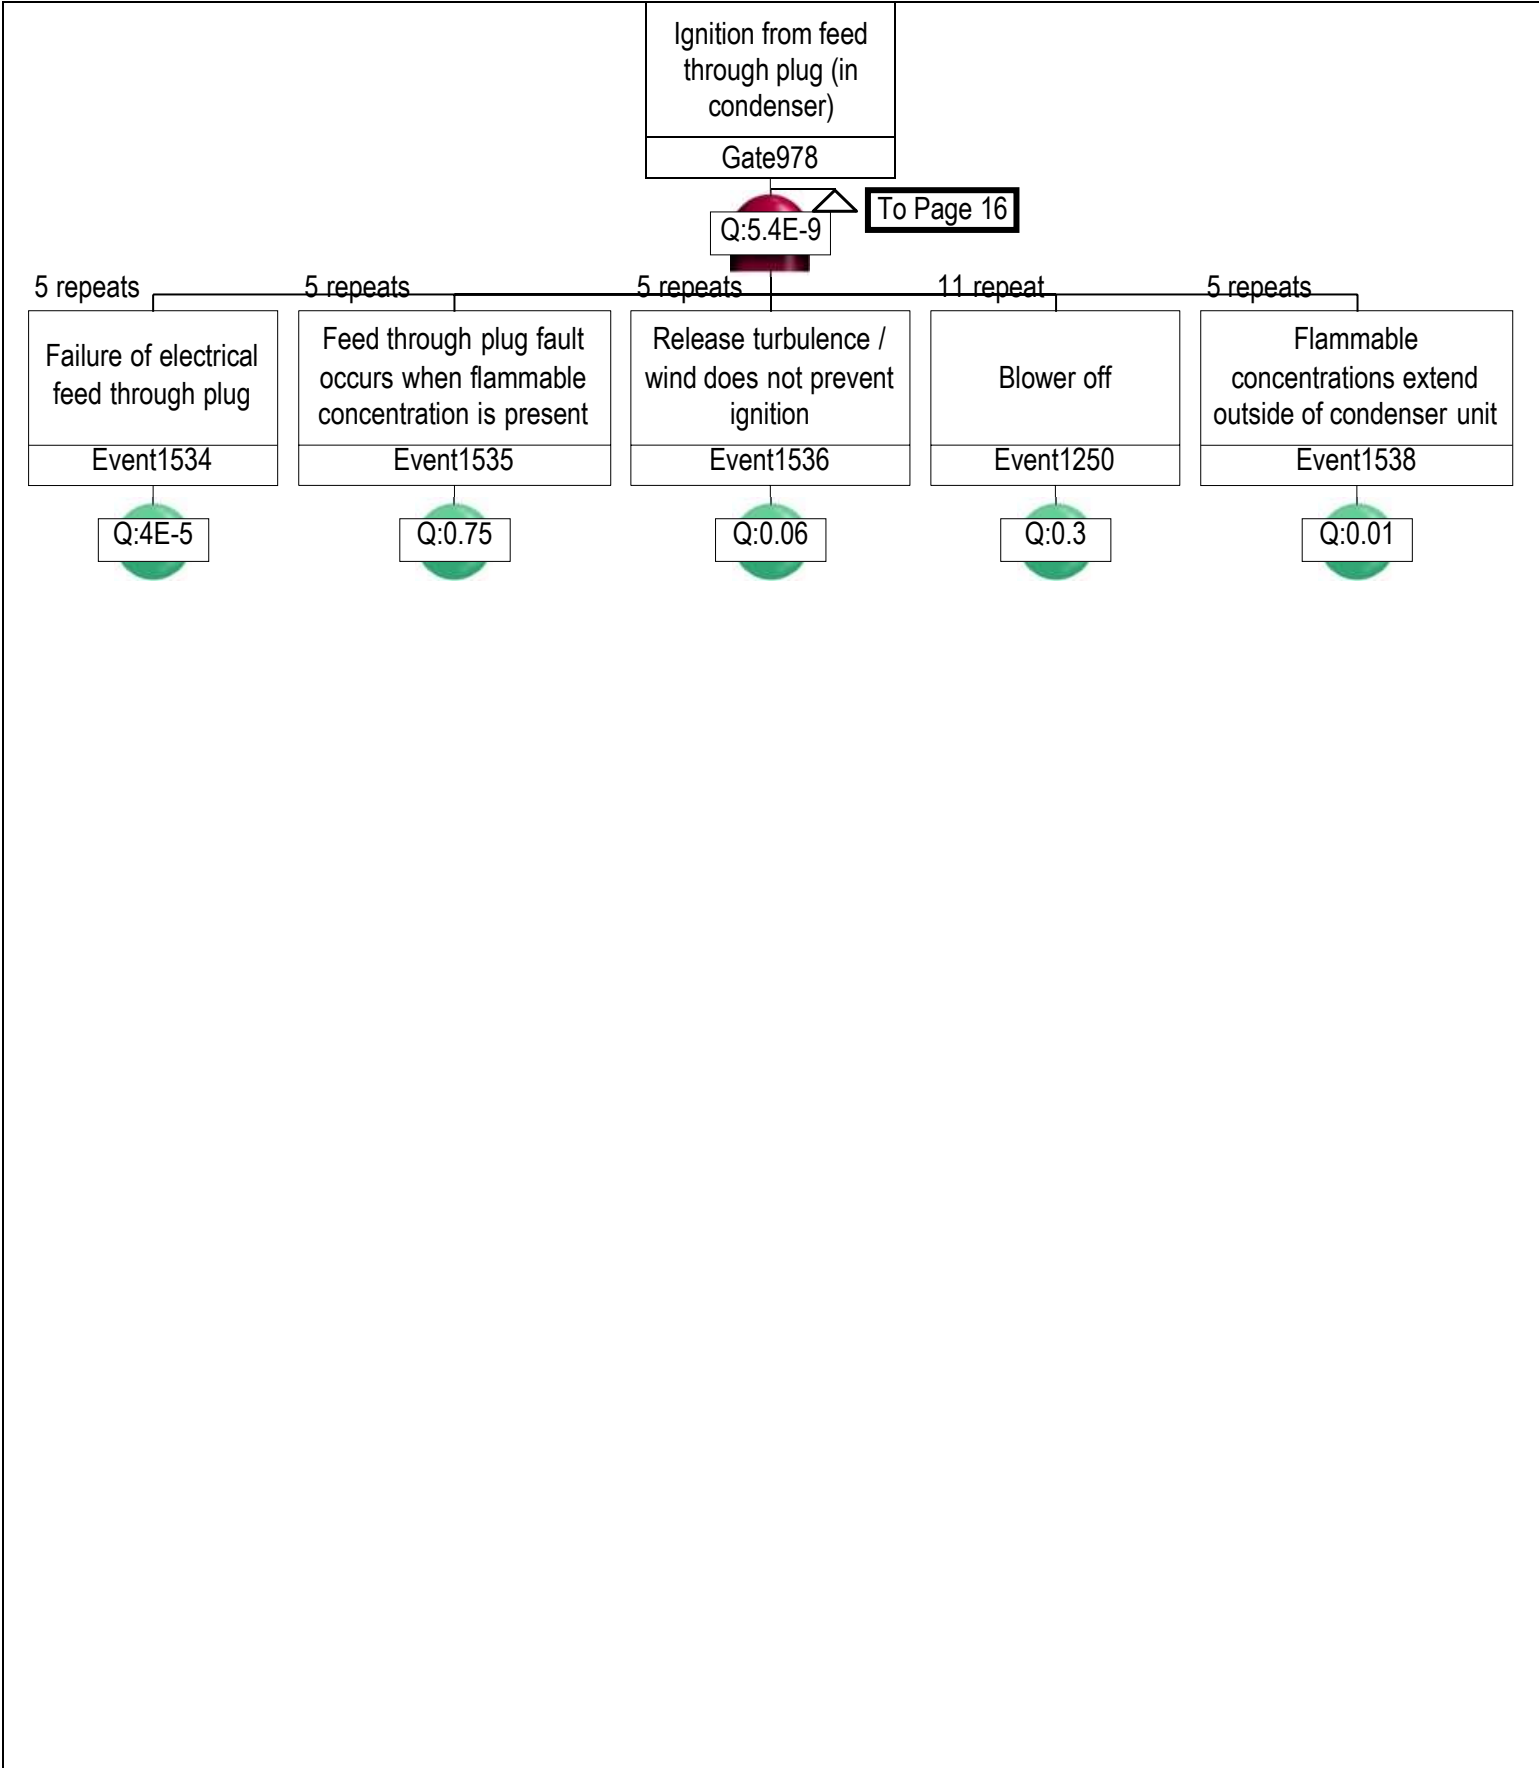 Ignition from feed
through plug (in
condenser)
Gate978
To Page 16
Q:5.4E-9
5 repeats
5 repeats
5 repeats
11 repeat
5 repeats
Failure of electrical
feed through plug
Event1534
Q:4E-5
Feed through plug fault
occurs when flammable
concentration is present
Event1535
Q:0.75
Release turbulence /
wind does not prevent
ignition
Event1536
Q:0.06
Blower off
Event1250
Q:0.3
Flammable
concentrations extend
outside of condenser unit
Event1538
Q:0.01